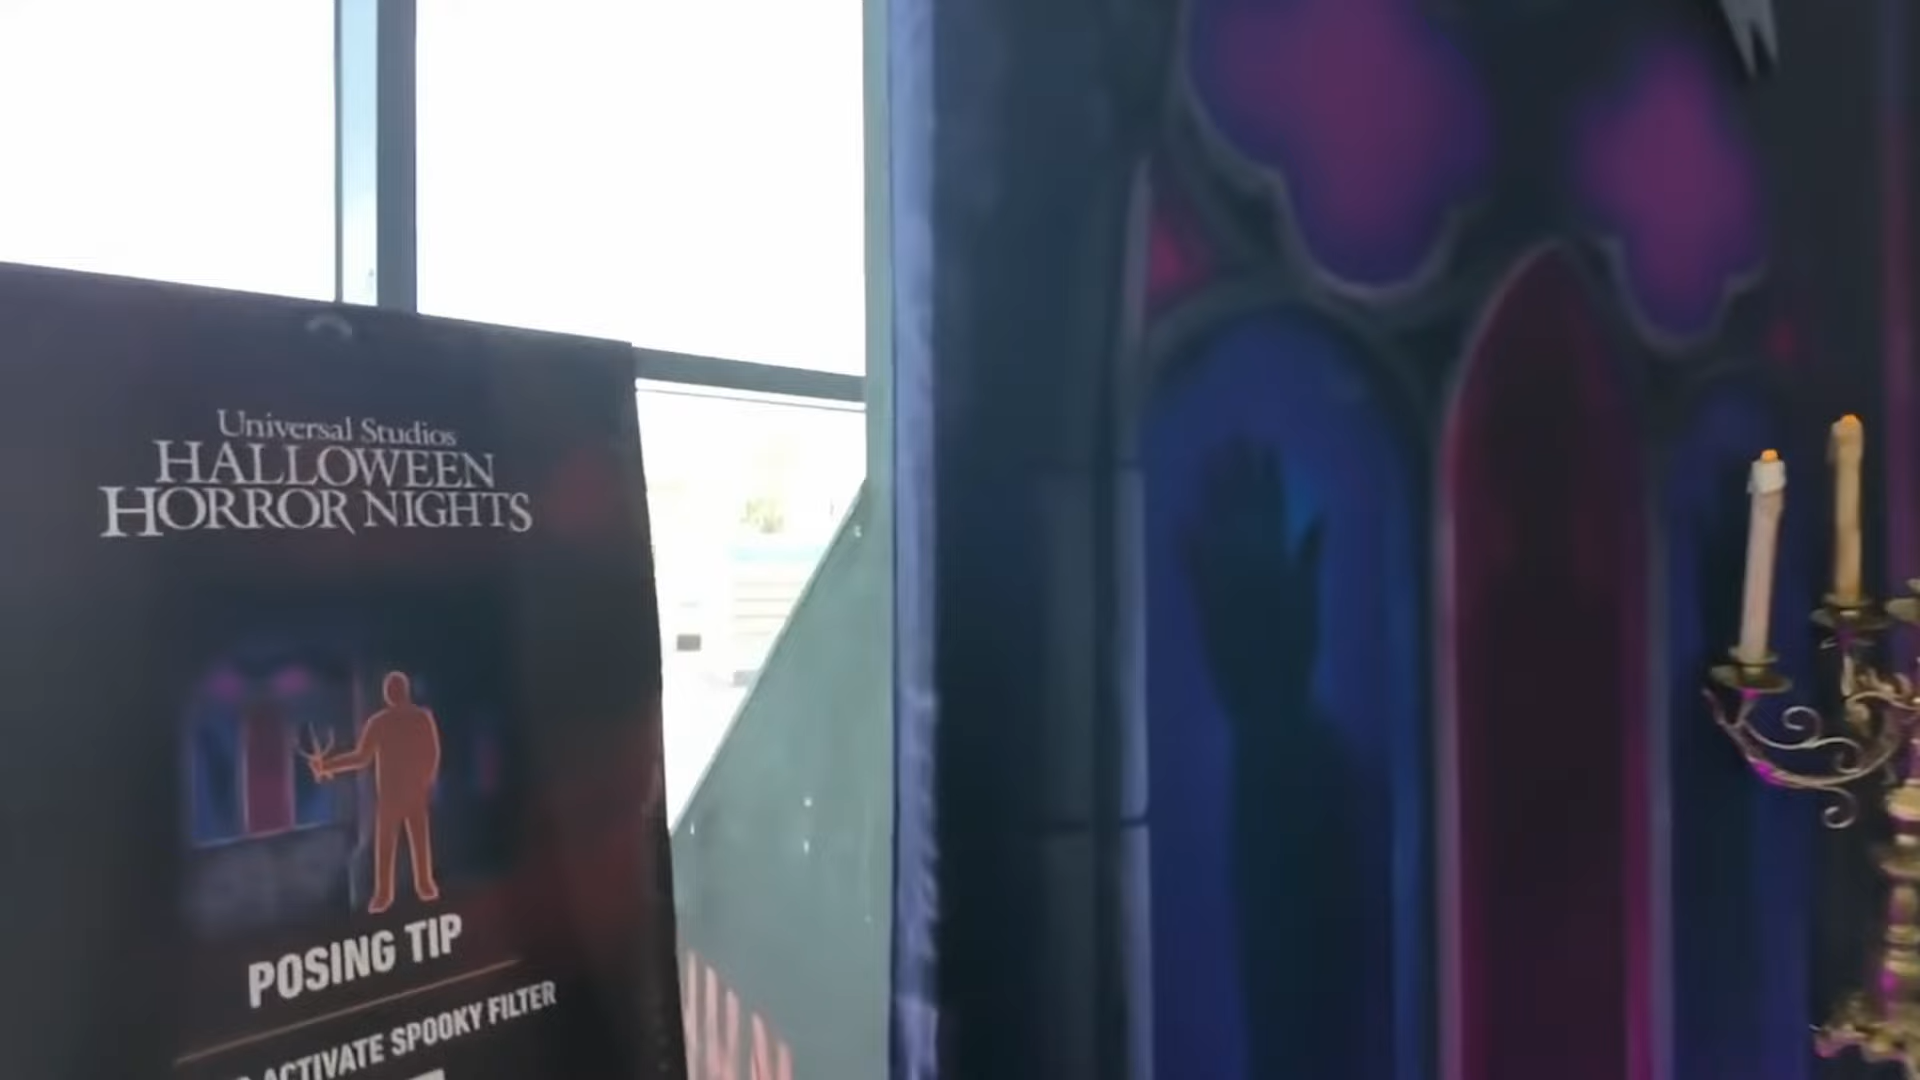 Universal Studios
HALLOWEEN
HORROR NIGHTS
POSING TIP
ACTIVATE SPOOKY FILTER